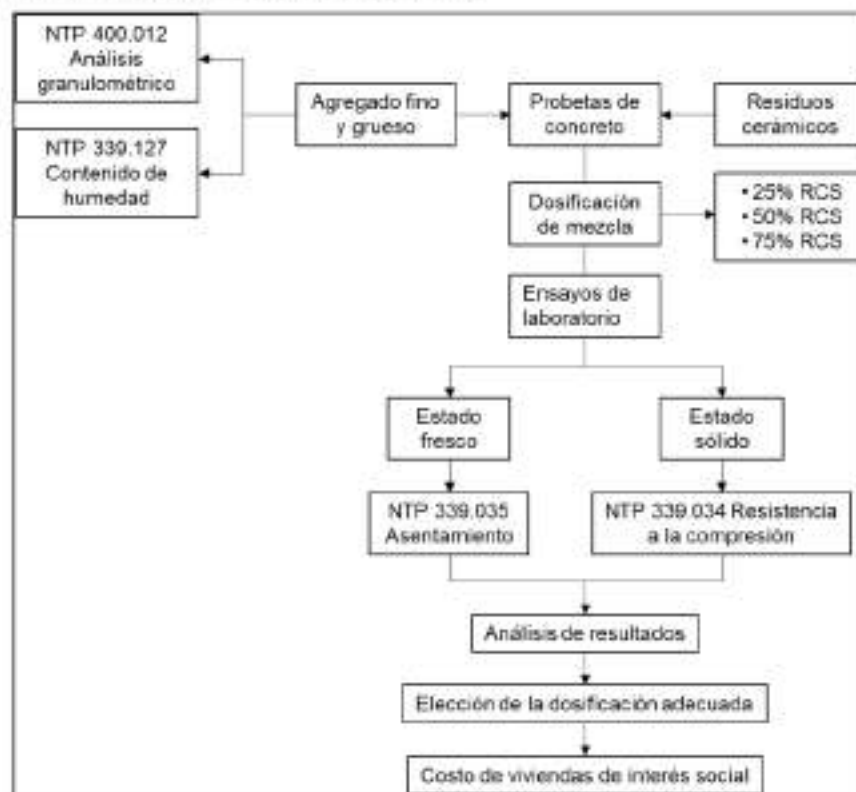 NTP 400.012
Análisis
granulométrico
Agregado fino
y grueso
Probetas de
concreto
Residuos
cerámicos
NTP 339.127
Contenido de
humedad
Dosificación
de mezcla
• 25% RCS
• 50% RCS
• 75% RCS
Ensayos de
laboratorio
Estado
fresco
Estado
sólido
NTP 339.035
Asentamiento
NTP 339.034 Resistencia
a la compresión
Análisis de resultados
Elección de la dosificación adecuada
Costo de viviendas de interés social